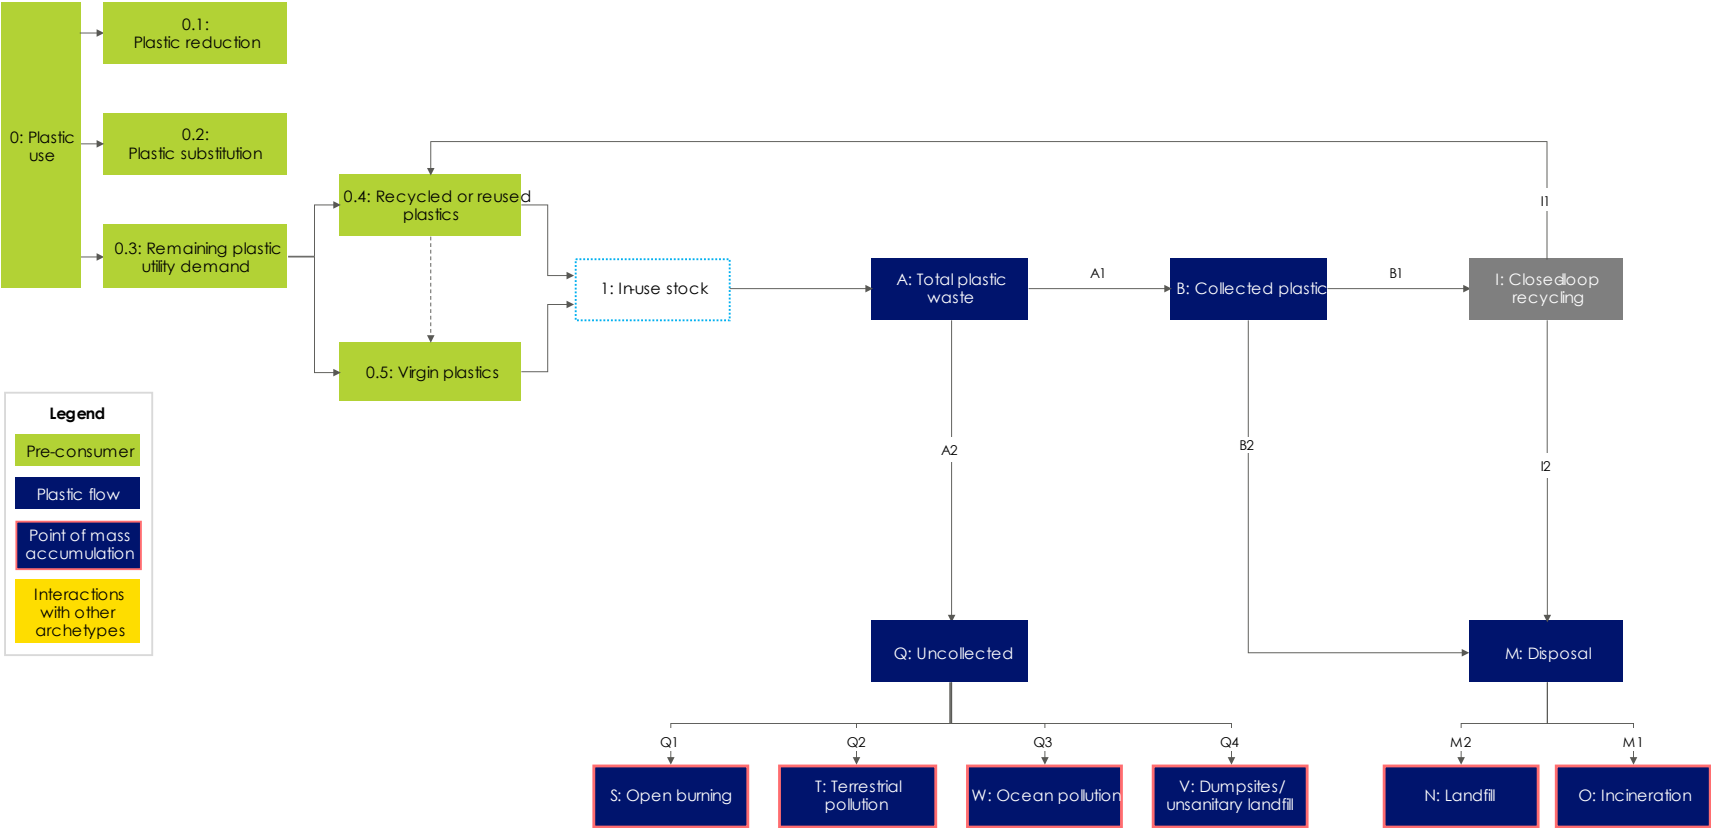 0: Plastic
use
0.1:
Plastic reduction
0.2:
Plastic substitution
0.3: Remaining plastic
utility demand
0.4: Recycled or reused
plastics
0.5: Virgin plastics
1: In-use stock
A: Total plastic
waste
A1
B: Collected plastic
B1
I: Closedloop
recycling
I1
A2
B2
I2
Q: Uncollected
M: Disposal
Q1
Q2
Q3
Q4
M2
M1
S: Open burning
T: Terrestrial
pollution
W: Ocean pollution
V: Dumpsites/
unsanitary landfill
N: Landfill
O: Incineration
Legend
Pre-consumer
Plastic flow
Point of mass
accumulation
Interactions
with other
archetypes